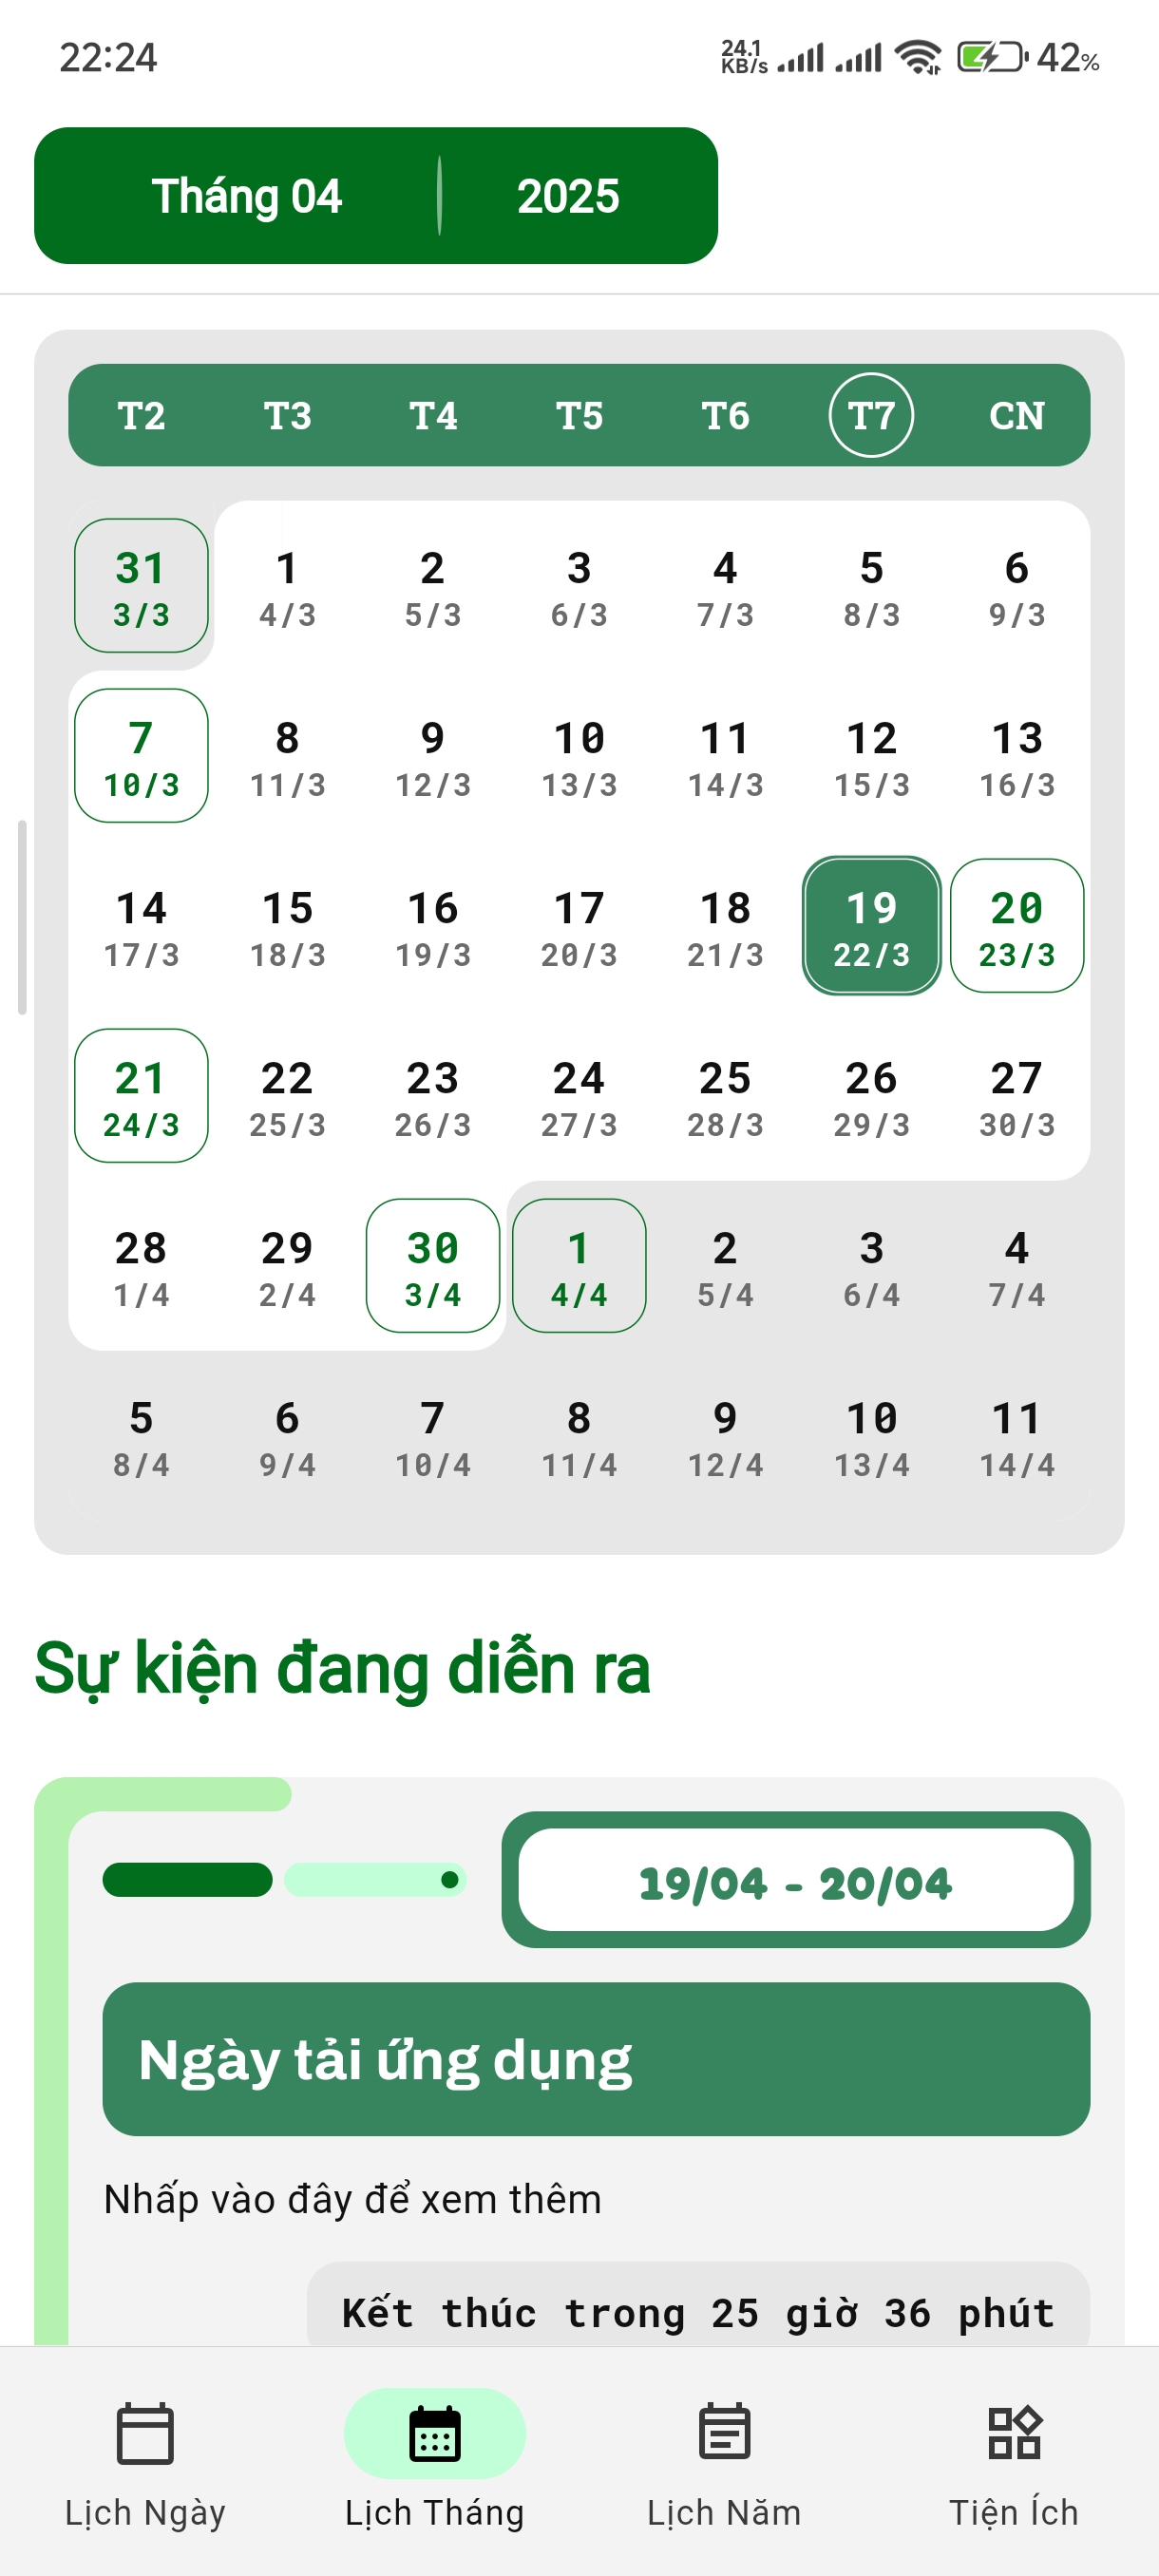 22:24 24.1 KB/s 42%
Tháng 04 2025
T2 T3 T4 T5 T6 T7 CN
31 1 2 3 4 5 6
3/3 4/3 5/3 6/3 7/3 8/3 9/3
7 8 9 10 11 12 13
10/3 11/3 12/3 13/3 14/3 15/3 16/3
14 15 16 17 18 19 20
17/3 18/3 19/3 20/3 21/3 22/3 23/3
21 22 23 24 25 26 27
24/3 25/3 26/3 27/3 28/3 29/3 30/3
28 29 30 1 2 3 4
1/4 2/4 3/4 4/4 5/4 6/4 7/4
5 6 7 8 9 10 11
8/4 9/4 10/4 11/4 12/4 13/4 14/4
Sự kiện đang diễn ra
19/04 - 20/04
Ngày tải ứng dụng
Nhấp vào đây để xem thêm
Kết thúc trong 25 giờ 36 phút
Lịch Ngày Lịch Tháng Lịch Năm Tiện Ích